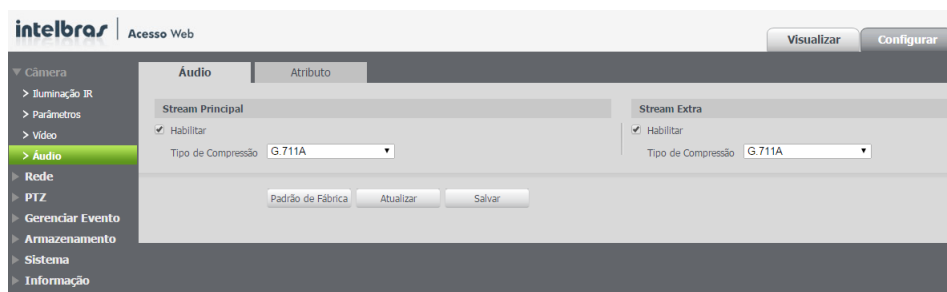 intelbras Acesso Web
Visualizar Configurar
Câmera
> Iluminação IR
> Parâmetros
> Vídeo
> Áudio
Rede
PTZ
Gerenciar Evento
Armazenamento
Sistema
Informação
Áudio Atributo
Stream Principal
Habilitar
Tipo de Compressão G.711A
Stream Extra
Habilitar
Tipo de Compressão G.711A
Padrão de Fábrica Atualizar Salvar